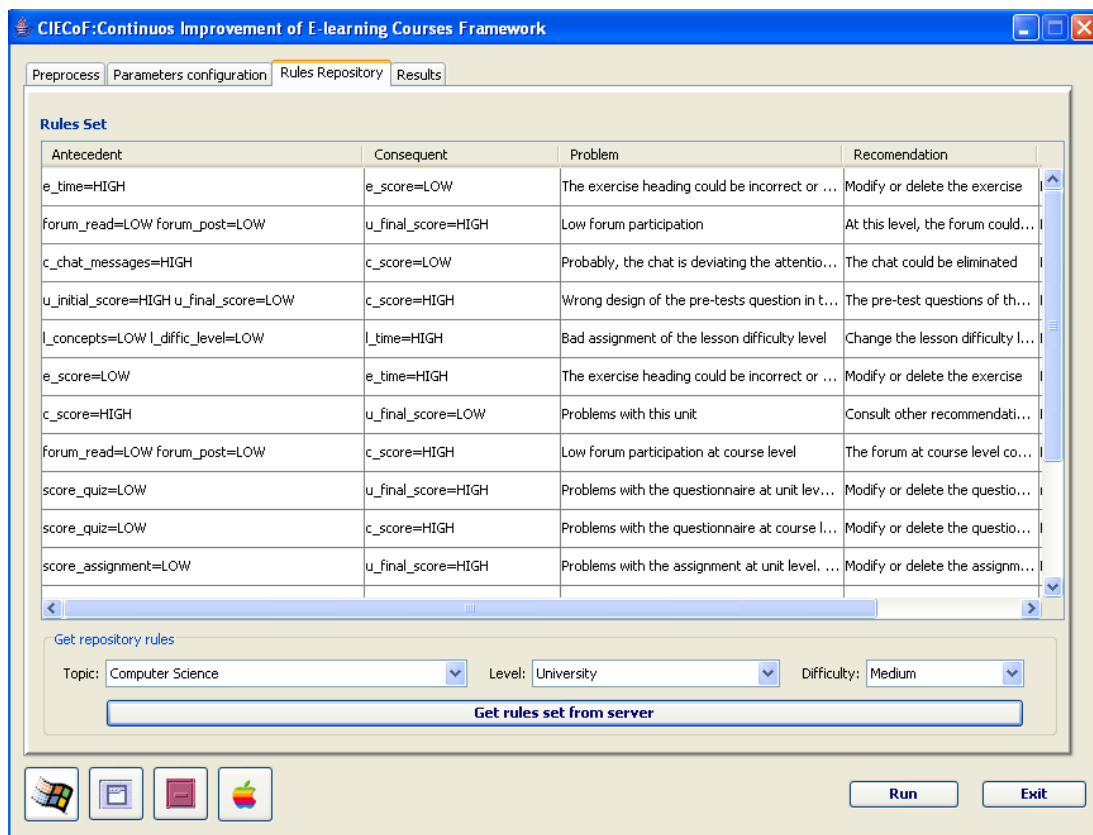 CIECoF:Continuos Improvement of E-learning Courses Framework
Preprocess Parameters configuration Rules Repository Results
Rules Set
Antecedent Consequent Problem Recomendation
e_time=HIGH e_score=LOW The exercise heading could be incorrect or ... Modify or delete the exercise
forum_read=LOW forum_post=LOW u_final_score=HIGH Low forum participation At this level, the forum could...
c_chat_messages=HIGH c_score=LOW Probably, the chat is deviating the attentio... The chat could be eliminated
u_initial_score=HIGH u_final_score=LOW c_score=HIGH Wrong design of the pre-tests question in t... The pre-test questions of th...
l_concepts=LOW l_diffic_level=LOW l_time=HIGH Bad assignment of the lesson difficulty level Change the lesson difficulty l...
e_score=LOW e_time=HIGH The exercise heading could be incorrect or ... Modify or delete the exercise
c_score=HIGH u_final_score=LOW Problems with this unit Consult other recommendati...
forum_read=LOW forum_post=LOW c_score=HIGH Low forum participation at course level The forum at course level co...
score_quiz=LOW u_final_score=HIGH Problems with the questionnaire at unit lev... Modify or delete the questio...
score_quiz=LOW c_score=HIGH Problems with the questionnaire at course l... Modify or delete the questio...
score_assignment=LOW u_final_score=HIGH Problems with the assignment at unit level. ... Modify or delete the assignm...
Get repository rules
Topic: Computer Science Level: University Difficulty: Medium
Get rules set from server
Run Exit